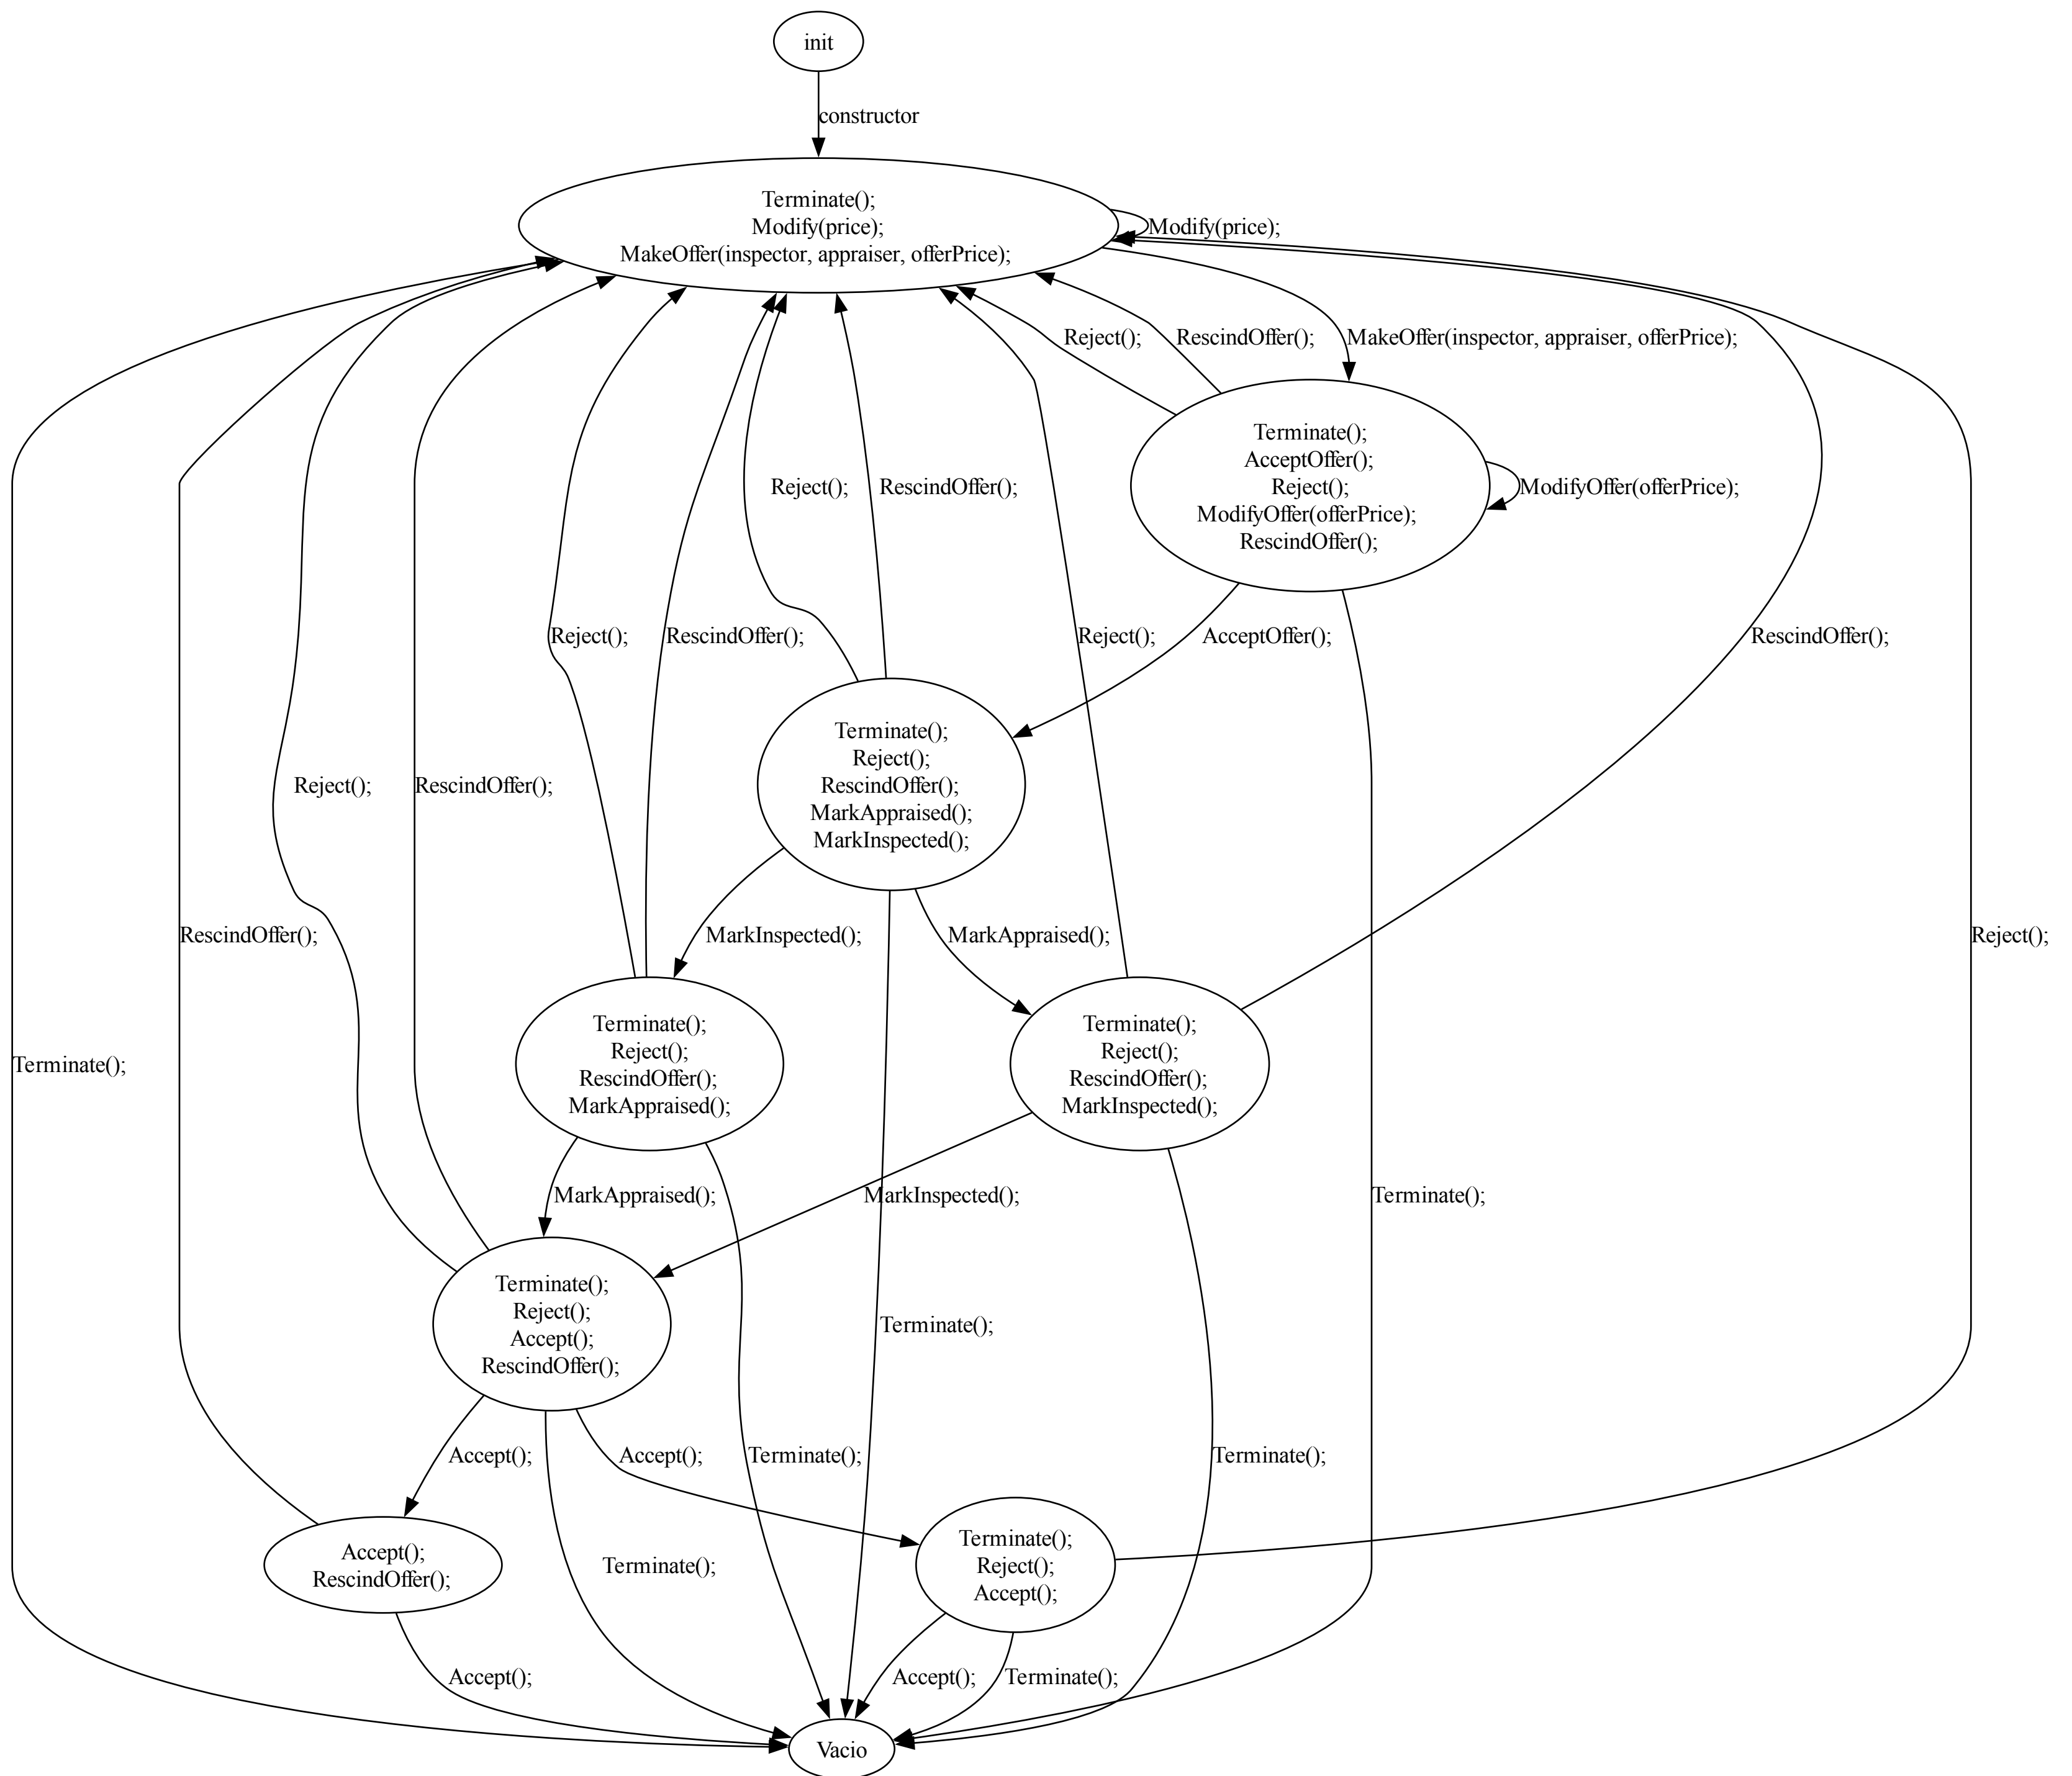 init
constructor
Terminate();
Modify(price);
MakeOffer(inspector, appraiser, offerPrice);
Modify(price);
Reject();
RescindOffer();
MakeOffer(inspector, appraiser, offerPrice);
Terminate();
AcceptOffer();
Reject();
ModifyOffer(offerPrice);
RescindOffer();
ModifyOffer(offerPrice);
Reject();
RescindOffer();
Reject();
RescindOffer();
Reject();
AcceptOffer();
RescindOffer();
Terminate();
Reject();
RescindOffer();
MarkAppraised();
MarkInspected();
Reject();
RescindOffer();
RescindOffer();
MarkInspected();
MarkAppraised();
Reject();
Terminate();
Reject();
RescindOffer();
MarkAppraised();
Terminate();
Reject();
RescindOffer();
MarkInspected();
Terminate();
MarkAppraised();
MarkInspected();
Terminate();
Terminate();
Reject();
Accept();
RescindOffer();
Terminate();
Accept();
Accept();
Terminate();
Terminate();
Accept();
RescindOffer();
Terminate();
Terminate();
Reject();
Accept();
Accept();
Accept();
Terminate();
Vacio